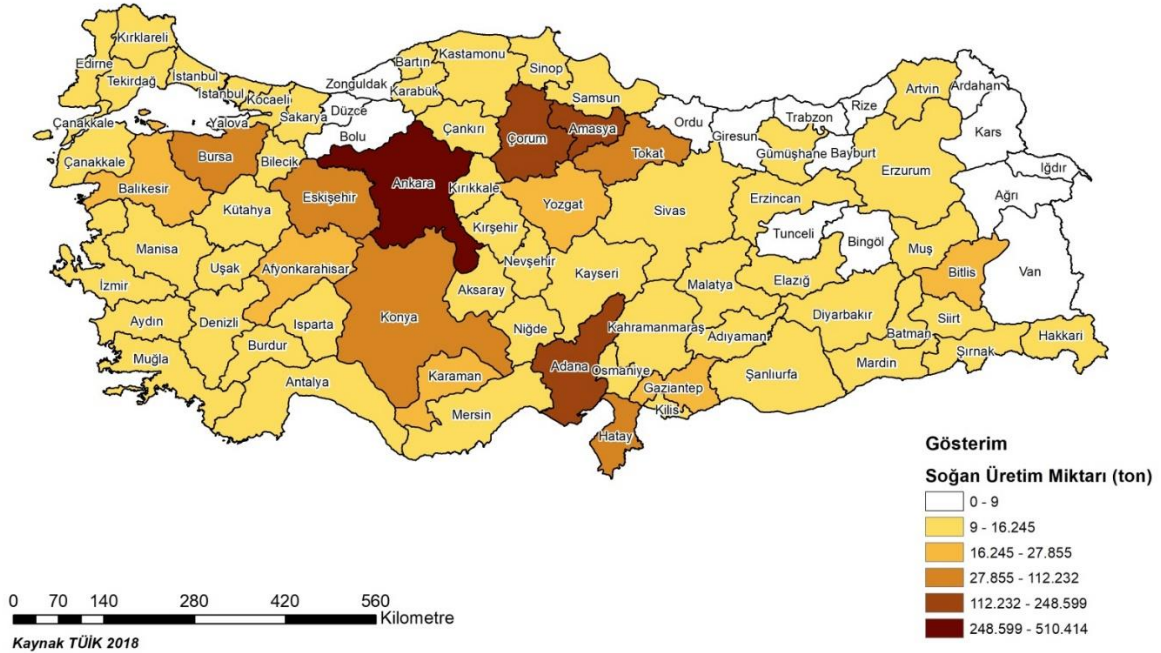 Kırklareli
Edirne
Tekirdağ
İstanbul
İstanbul
Kocaeli
Yalova
Sakarya
Düzce
Zonguldak
Bolu
Bartın
Karabük
Kastamonu
Sinop
Samsun
Çankırı
Çorum
Amasya
Tokat
Ordu
Giresun
Trabzon
Rize
Artvin
Ardahan
Kars
Gümüşhane
Bayburt
Erzurum
Iğdır
Ağrı
Çanakkale
Çanakkale
Balıkesir
Bursa
Bilecik
Eskişehir
Ankara
Kırıkkale
Yozgat
Sivas
Erzincan
Tunceli
Bingöl
Muş
Bitlis
Van
Kütahya
Manisa
Uşak
Afyonkarahisar
Kırşehir
Nevşehir
Kayseri
Malatya
Elazığ
İzmir
Aydın
Denizli
Isparta
Burdur
Konya
Aksaray
Niğde
Kahramanmaraş
Adıyaman
Diyarbakır
Batman
Siirt
Şırnak
Hakkari
Muğla
Antalya
Karaman
Mersin
Adana
Osmaniye
Gaziantep
Kilis
Şanlıurfa
Mardin
Hatay
Gösterim
Soğan Üretim Miktarı (ton)
0 - 9
9 - 16.245
16.245 - 27.855
27.855 - 112.232
112.232 - 248.599
248.599 - 510.414
0 70 140 280 420 560
Kilometre
Kaynak TÜİK 2018